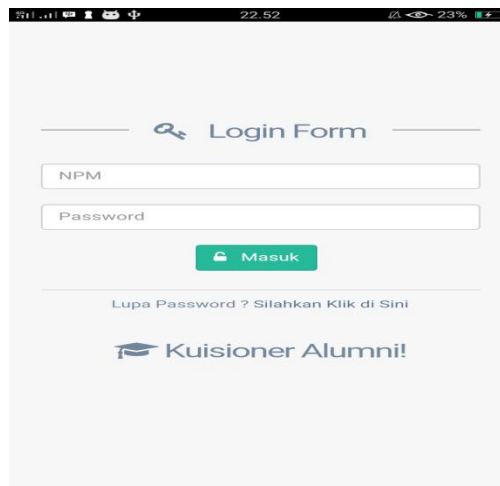 22.52 23%
Login Form
NPM
Password
Masuk
Lupa Password ? Silahkan Klik di Sini
Kuisioner Alumni!